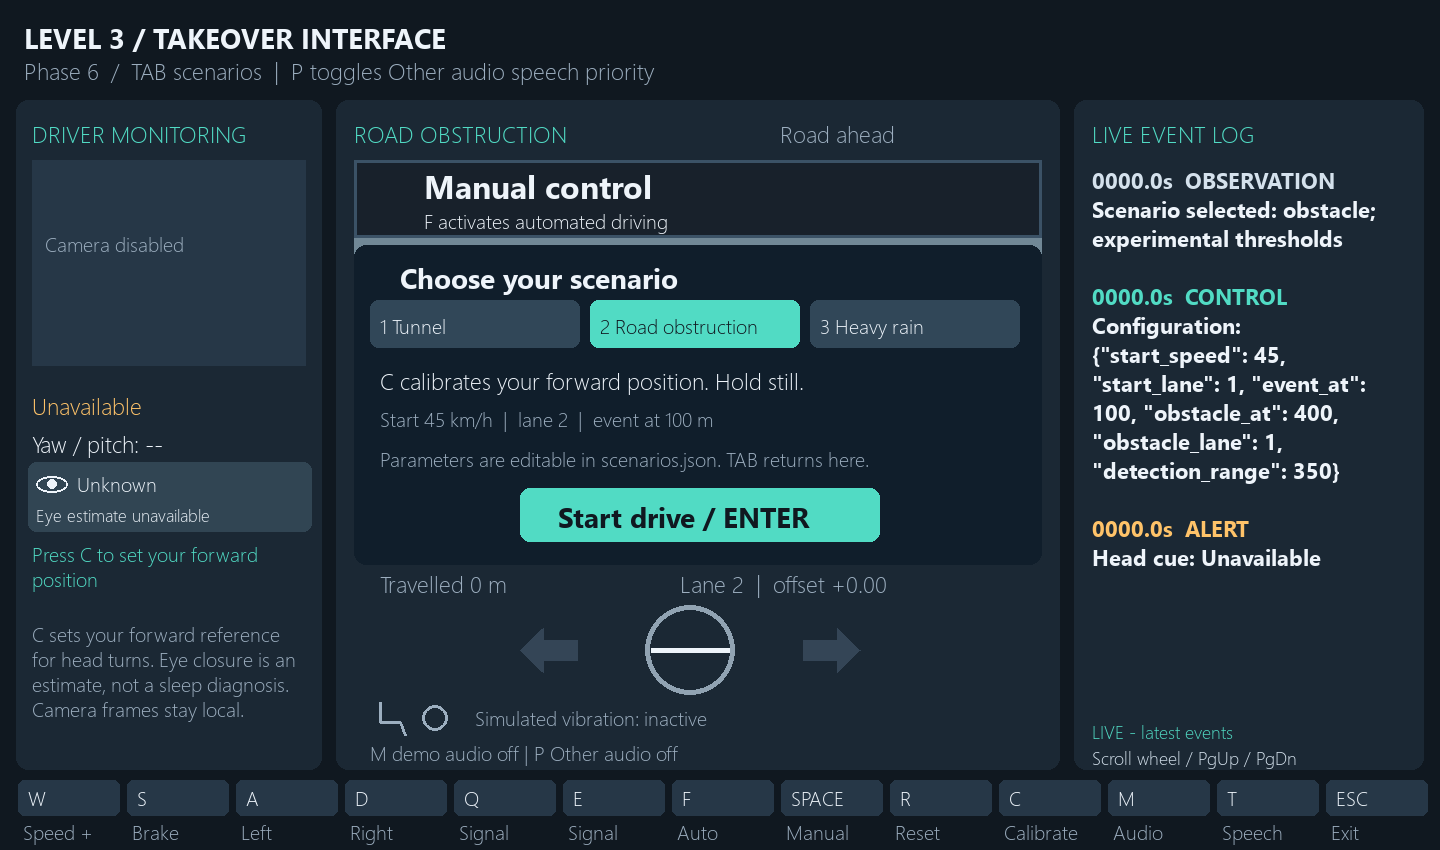 LEVEL 3 / TAKEOVER INTERFACE
Phase 6 / TAB scenarios | P toggles Other audio speech priority
DRIVER MONITORING
Camera disabled
Unavailable
Yaw / pitch: --
Unknown
Eye estimate unavailable
Press C to set your forward
position
C sets your forward reference
for head turns. Eye closure is an
estimate, not a sleep diagnosis.
Camera frames stay local.
ROAD OBSTRUCTION
Road ahead
Manual control
F activates automated driving
Choose your scenario
1 Tunnel
2 Road obstruction
3 Heavy rain
C calibrates your forward position. Hold still.
Start 45 km/h | lane 2 | event at 100 m
Parameters are editable in scenarios.json. TAB returns here.
Start drive / ENTER
Travelled 0 m
Lane 2 | offset +0.00
Simulated vibration: inactive
M demo audio off | P Other audio off
LIVE EVENT LOG
0000.0s OBSERVATION
Scenario selected: obstacle;
experimental thresholds
0000.0s CONTROL
Configuration:
{"start_speed": 45,
"start_lane": 1, "event_at":
100, "obstacle_at": 400,
"obstacle_lane": 1,
"detection_range": 350}
0000.0s ALERT
Head cue: Unavailable
LIVE - latest events
Scroll wheel / PgUp / PgDn
W S A D Q E F SPACE R C M T ESC
Speed + Brake Left Right Signal Signal Auto Manual Reset Calibrate Audio Speech Exit